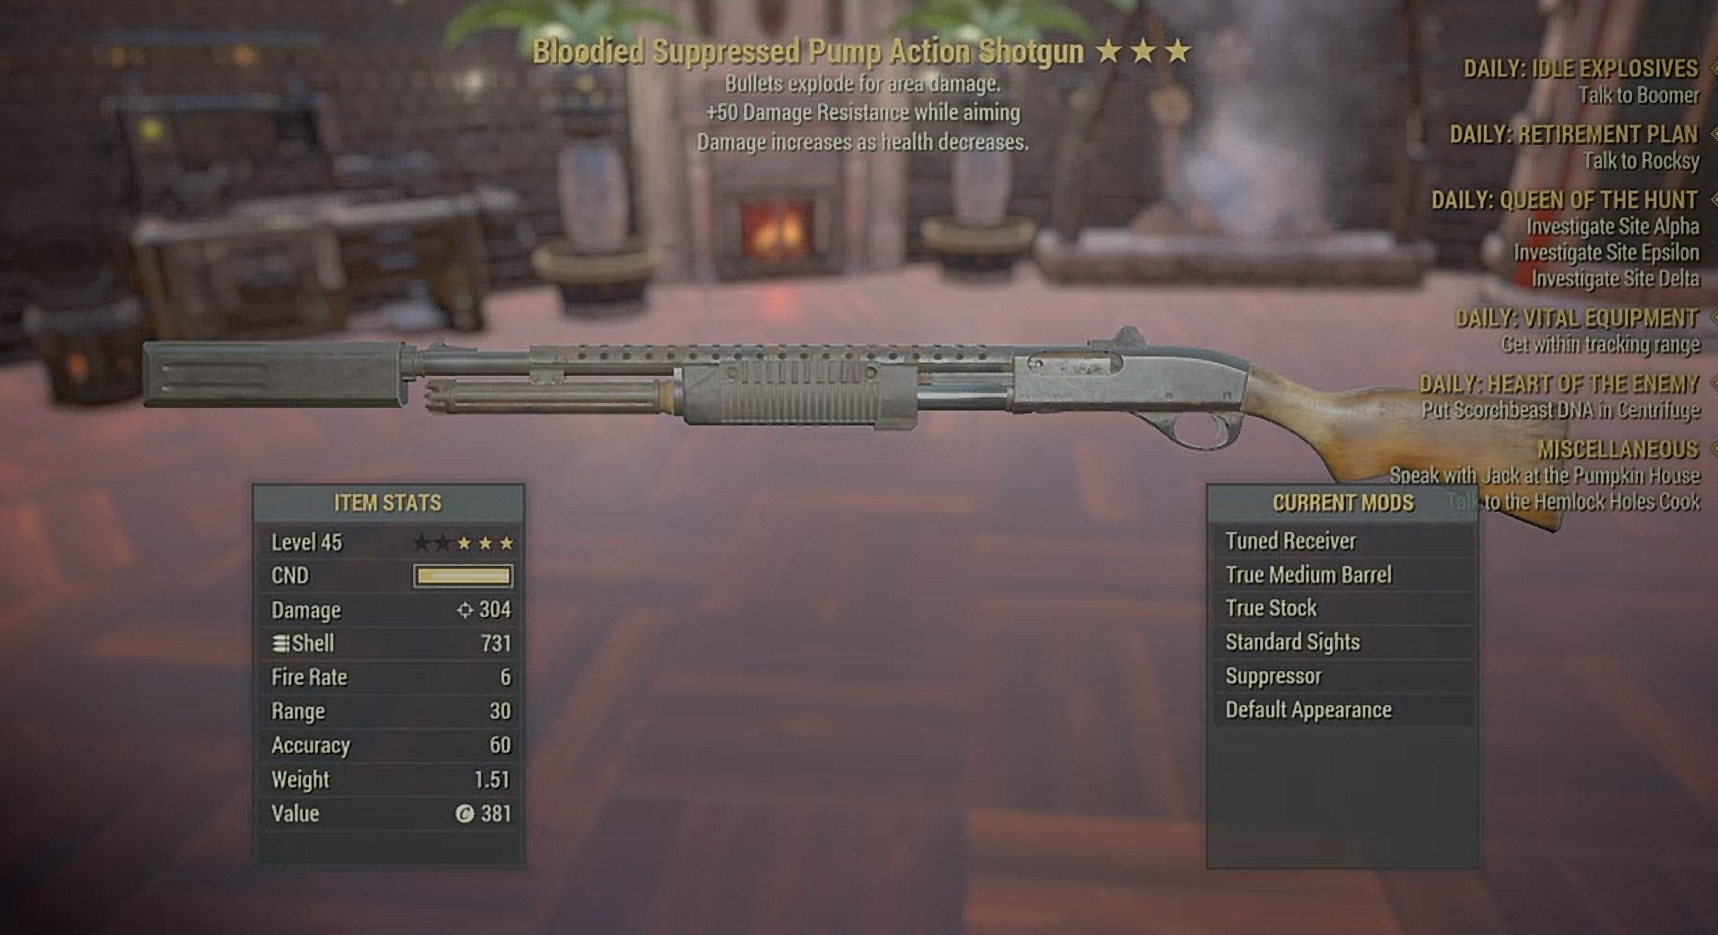 Bloodied Suppressed Pump Action Shotgun ★ ★ ★
Bullets explode for area damage.
+50 Damage Resistance while aiming
Damage increases as health decreases.
DAILY: IDLE EXPLOSIVES
Talk to Boomer
DAILY: RETIREMENT PLAN
Talk to Rocksy
DAILY: QUEEN OF THE HUNT
Investigate Site Alpha
Investigate Site Epsilon
Investigate Site Delta
DAILY: VITAL EQUIPMENT
Get within tracking range
DAILY: HEART OF THE ENEMY
Put Scorchbeast DNA in Centrifuge
MISCELLANEOUS
Speak with Jack at the Pumpkin House
Talk to the Hemlock Holes Cook
ITEM STATS
Level 45
CND
Damage 304
Shell 731
Fire Rate 6
Range 30
Accuracy 60
Weight 1.51
Value 381
CURRENT MODS
Tuned Receiver
True Medium Barrel
True Stock
Standard Sights
Suppressor
Default Appearance